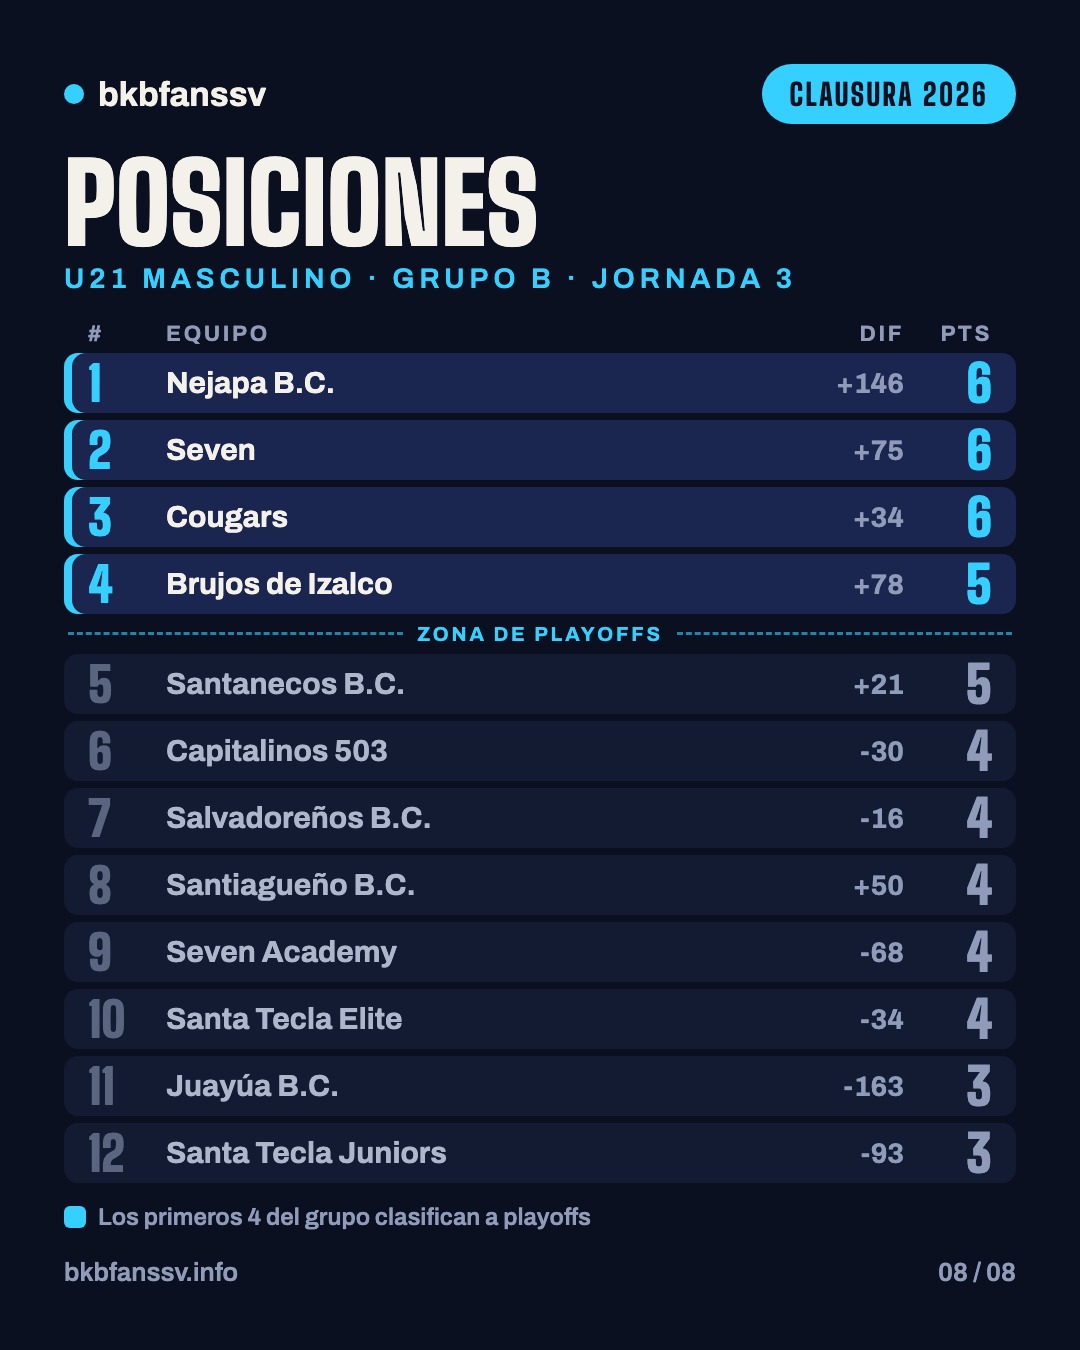 bkbfanssv
CLAUSURA 2026
POSICIONES
U21 MASCULINO · GRUPO B · JORNADA 3
# EQUIPO DIF PTS
1 Nejapa B.C. +146 6
2 Seven +75 6
3 Cougars +34 6
4 Brujos de Izalco +78 5
ZONA DE PLAYOFFS
5 Santanecos B.C. +21 5
6 Capitalinos 503 -30 4
7 Salvadoreños B.C. -16 4
8 Santiagueño B.C. +50 4
9 Seven Academy -68 4
10 Santa Tecla Elite -34 4
11 Juayúa B.C. -163 3
12 Santa Tecla Juniors -93 3
Los primeros 4 del grupo clasifican a playoffs
bkbfanssv.info 08 / 08